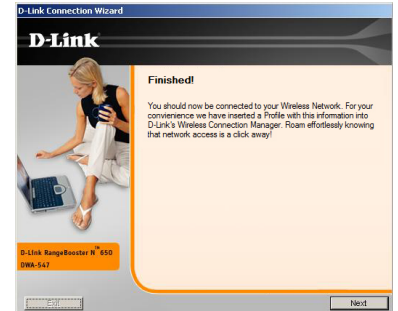 D-Link Connection Wizard
D-Link
Finished!
You should now be connected to your Wireless Network. For your
convienience we have inserted a Profile with this information into
D-Link's Wireless Connection Manager. Roam effortlessly knowing
that network access is a click away!
D-Link RangeBooster N™ 650
DWA-547
Exit
Next